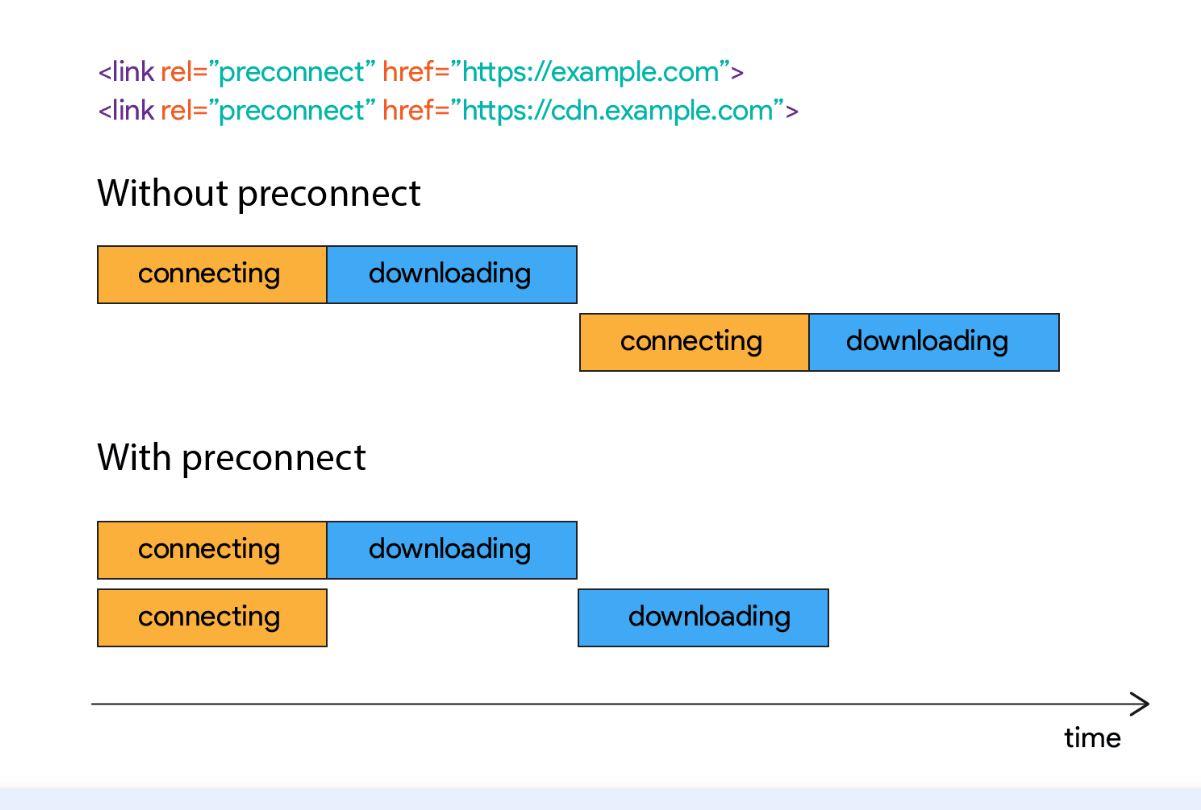 <link rel=”preconnect” href=”https://example.com”>
<link rel=”preconnect” href=”https://cdn.example.com”>
Without preconnect
connecting downloading
connecting downloading
With preconnect
connecting downloading
connecting downloading
time